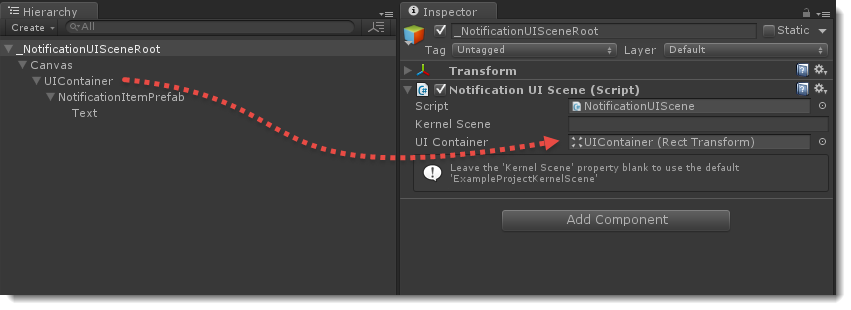 Hierarchy
Create
All
_NotificationUISceneRoot
Canvas
UIContainer
NotificationItemPrefab
Text
Inspector
_NotificationUISceneRoot
Static
Tag Untagged Layer Default
Transform
Notification UI Scene (Script)
Script NotificationUIScene
Kernel Scene
UI Container UIContainer (Rect Transform)
Leave the 'Kernel Scene' property blank to use the default
'ExampleProjectKernelScene'
Add Component